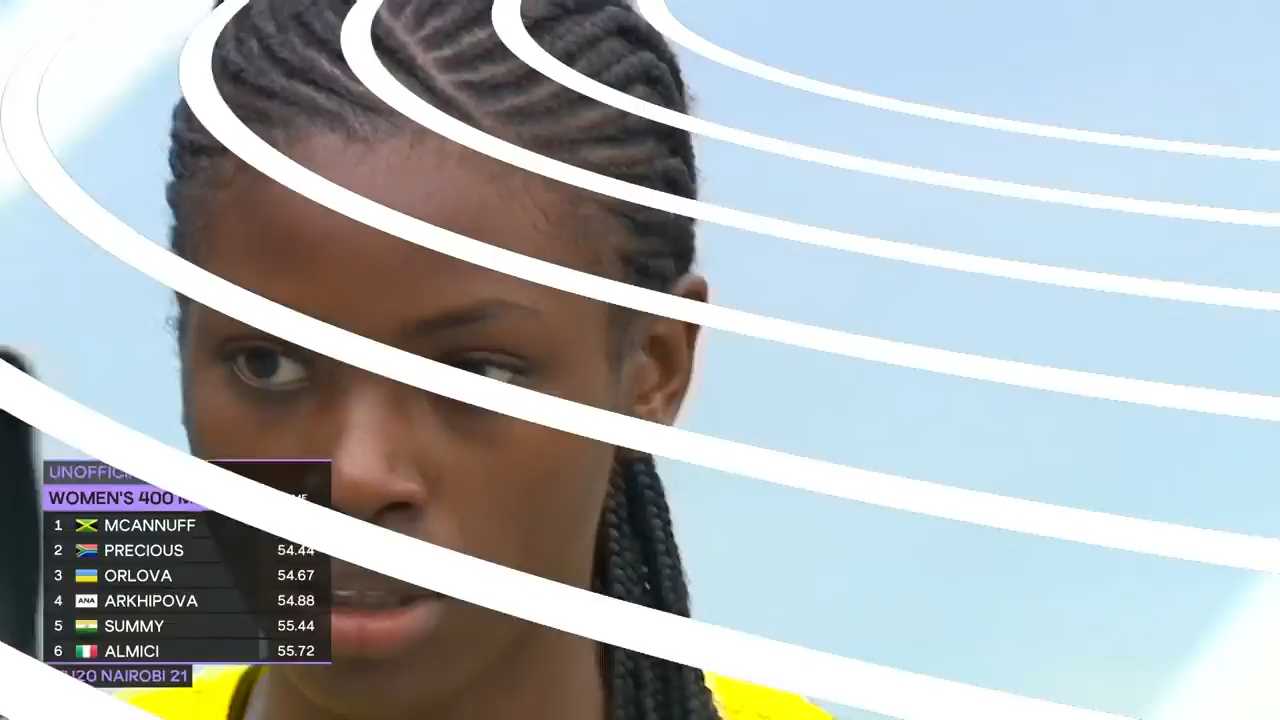 UNOFFICI
WOMEN'S 400 M
1 MCANNUFF
2 PRECIOUS 54.44
3 ORLOVA 54.67
4 ANA ARKHIPOVA 54.88
5 SUMMY 55.44
6 ALMICI 55.72
U20 NAIROBI 21